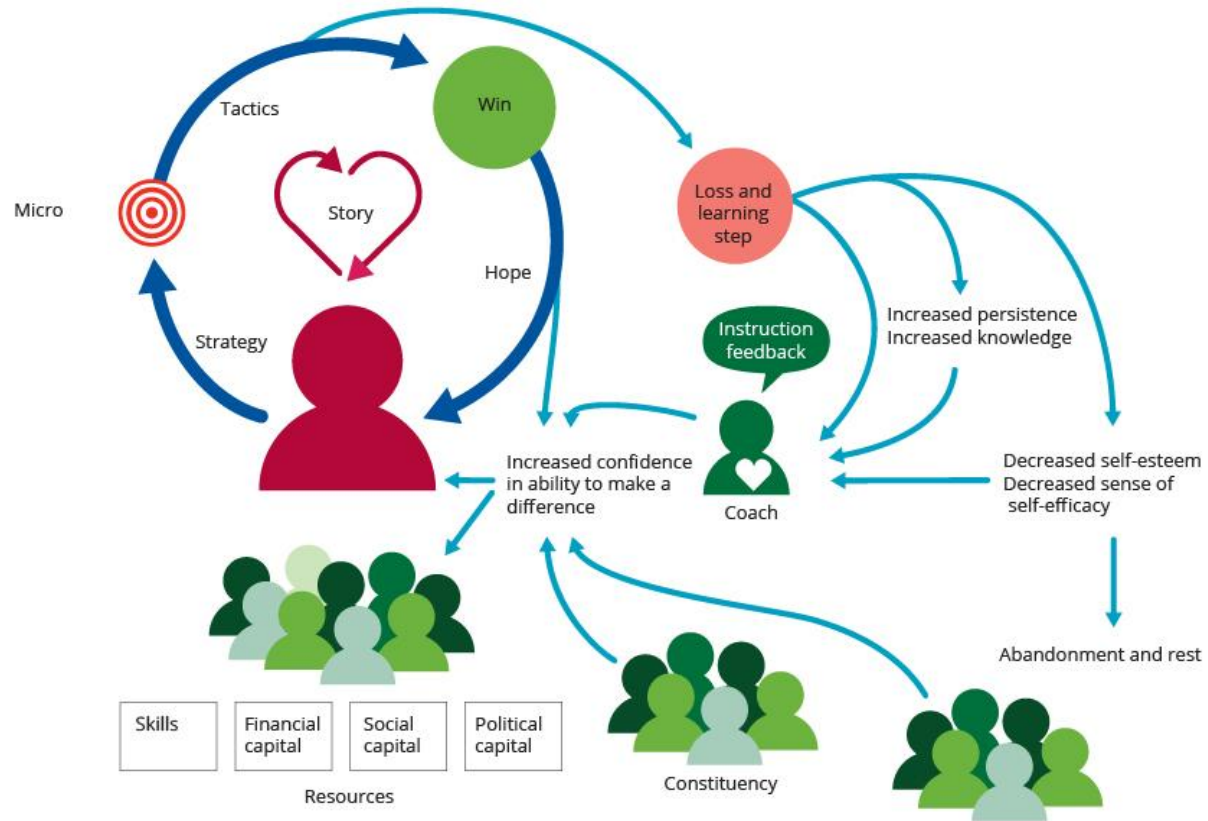 Tactics
Win
Micro
Story
Loss and
learning
step
Hope
Strategy
Instruction
feedback
Increased persistence
Increased knowledge
Increased confidence
in ability to make a
difference
Coach
Decreased self-esteem
Decreased sense of
self-efficacy
Abandonment and rest
Skills
Financial
capital
Social
capital
Political
capital
Resources
Constituency